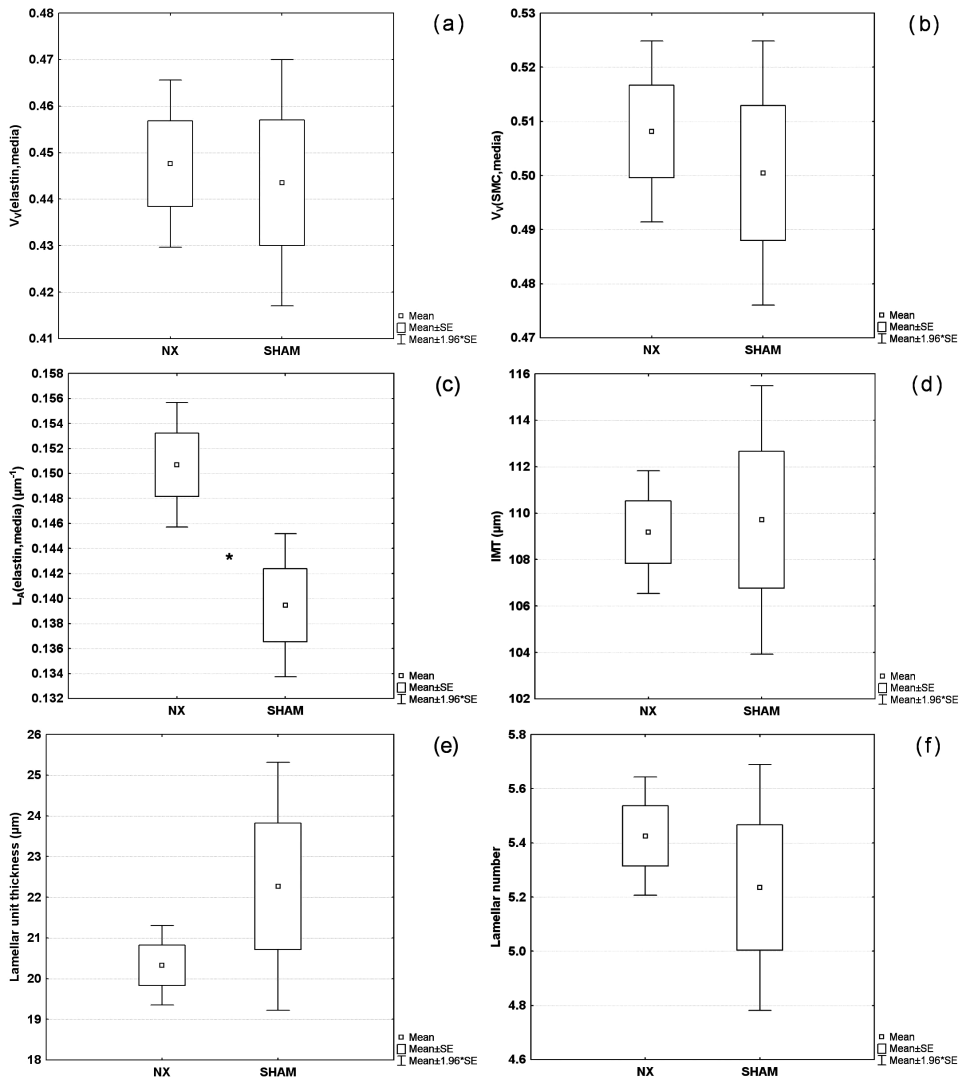 (a)
V_V(elastin,media)
0.48
0.47
0.46
0.45
0.44
0.43
0.42
0.41
NX SHAM
Mean
Mean±SE
Mean±1.96*SE
(b)
V_V(SMC,media)
0.53
0.52
0.51
0.50
0.49
0.48
0.47
NX SHAM
Mean
Mean±SE
Mean±1.96*SE
(c)
L_A(elastin,media) (µm⁻¹)
0.158
0.156
0.154
0.152
0.150
0.148
0.146
0.144
0.142
0.140
0.138
0.136
0.134
0.132
*
NX SHAM
Mean
Mean±SE
Mean±1.96*SE
(d)
IMT (µm)
116
114
112
110
108
106
104
102
NX SHAM
Mean
Mean±SE
Mean±1.96*SE
(e)
Lamellar unit thickness (µm)
26
25
24
23
22
21
20
19
18
NX SHAM
Mean
Mean±SE
Mean±1.96*SE
(f)
Lamellar number
5.8
5.6
5.4
5.2
5.0
4.8
4.6
NX SHAM
Mean
Mean±SE
Mean±1.96*SE